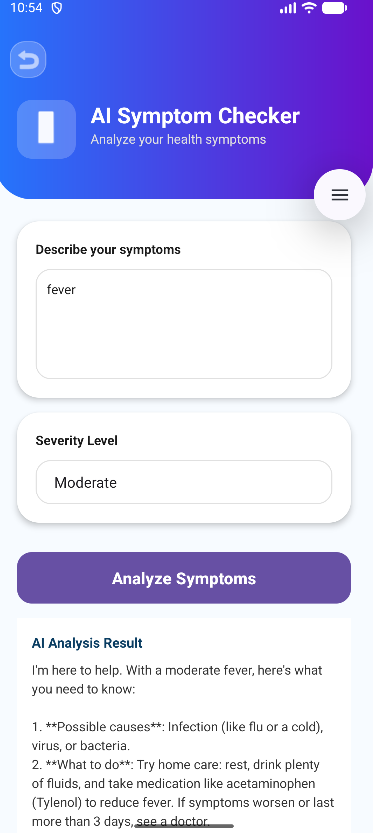 10:54
AI Symptom Checker
Analyze your health symptoms
Describe your symptoms
fever
Severity Level
Moderate
Analyze Symptoms
AI Analysis Result
I'm here to help. With a moderate fever, here's what
you need to know:
1. **Possible causes**: Infection (like flu or a cold),
virus, or bacteria.
2. **What to do**: Try home care: rest, drink plenty
of fluids, and take medication like acetaminophen
(Tylenol) to reduce fever. If symptoms worsen or last
more than 3 days, see a doctor.